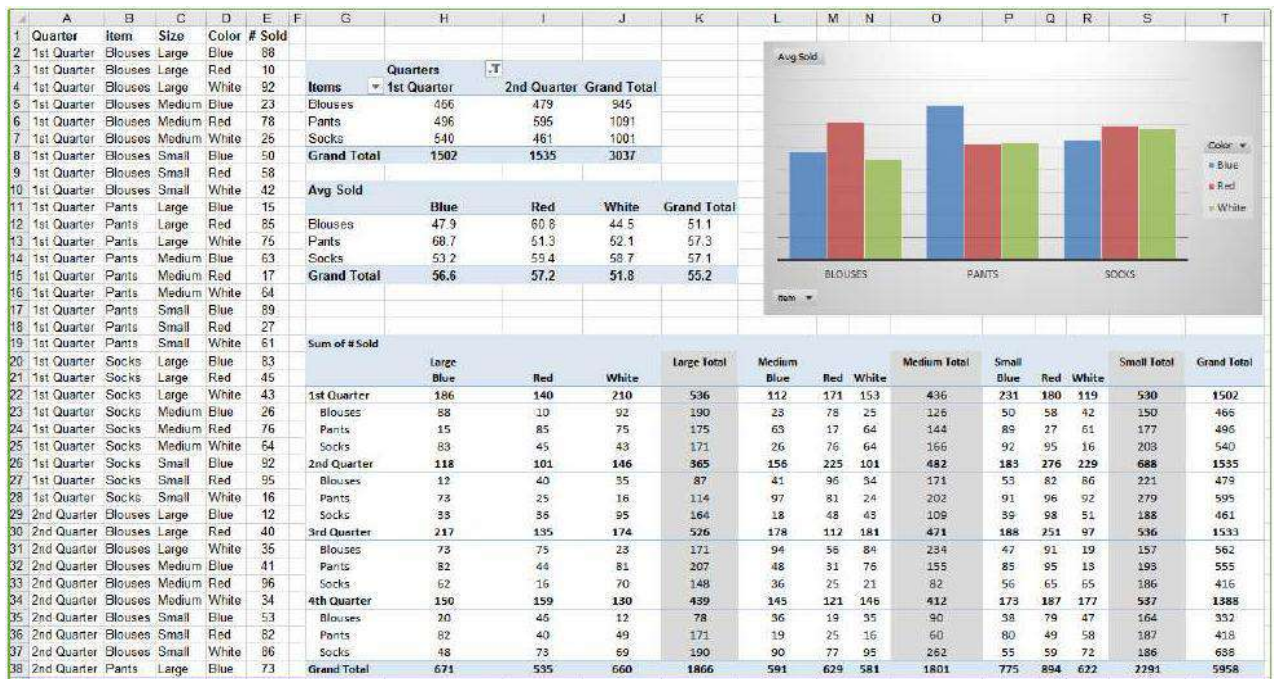 A B C D E F G H I J K L M N O P Q R S T
1 Quarter Item Size Color # Sold
2 1st Quarter Blouses Large Blue 88
3 1st Quarter Blouses Large Red 10
4 1st Quarter Blouses Large White 92
5 1st Quarter Blouses Medium Blue 23
6 1st Quarter Blouses Medium Red 78
7 1st Quarter Blouses Medium White 25
8 1st Quarter Blouses Small Blue 50
9 1st Quarter Blouses Small Red 58
10 1st Quarter Blouses Small White 42
11 1st Quarter Pants Large Blue 15
12 1st Quarter Pants Large Red 85
13 1st Quarter Pants Large White 75
14 1st Quarter Pants Medium Blue 63
15 1st Quarter Pants Medium Red 17
16 1st Quarter Pants Medium White 64
17 1st Quarter Pants Small Blue 89
18 1st Quarter Pants Small Red 27
19 1st Quarter Pants Small White 61
20 1st Quarter Socks Large Blue 83
21 1st Quarter Socks Large Red 45
22 1st Quarter Socks Large White 43
23 1st Quarter Socks Medium Blue 26
24 1st Quarter Socks Medium Red 76
25 1st Quarter Socks Medium White 64
26 1st Quarter Socks Small Blue 92
27 1st Quarter Socks Small Red 95
28 1st Quarter Socks Small White 16
29 2nd Quarter Blouses Large Blue 12
30 2nd Quarter Blouses Large Red 40
31 2nd Quarter Blouses Large White 35
32 2nd Quarter Blouses Medium Blue 41
33 2nd Quarter Blouses Medium Red 96
34 2nd Quarter Blouses Medium White 34
35 2nd Quarter Blouses Small Blue 53
36 2nd Quarter Blouses Small Red 82
37 2nd Quarter Blouses Small White 86
38 2nd Quarter Pants Large Blue 73
Quarters
Items 1st Quarter 2nd Quarter Grand Total
Blouses 466 479 945
Pants 496 595 1091
Socks 540 461 1001
Grand Total 1502 1535 3037
Avg Sold
Blue Red White Grand Total
Blouses 47.9 60.8 44.5 51.1
Pants 68.7 51.3 52.1 57.3
Socks 53.2 59.4 58.7 57.1
Grand Total 56.6 57.2 51.8 55.2
Avg Sold
Color
Blue
Red
White
BLOUSES PANTS SOCKS
Item
Sum of # Sold
Large Large Total Medium Medium Total Small Small Total Grand Total
Blue Red White Blue Red White Blue Red White
1st Quarter 186 140 210 536 112 171 153 436 231 180 119 530 1502
Blouses 88 10 92 190 23 78 25 126 50 58 42 150 466
Pants 15 85 75 175 63 17 64 144 89 27 61 177 496
Socks 83 45 43 171 26 76 64 166 92 95 16 203 540
2nd Quarter 118 101 146 365 156 225 101 482 183 276 229 688 1535
Blouses 12 40 35 87 41 96 34 171 53 82 86 221 479
Pants 73 25 16 114 97 81 24 202 91 96 92 279 595
Socks 33 36 95 164 18 48 43 109 39 98 51 188 461
3rd Quarter 217 135 174 526 178 112 181 471 188 251 97 536 1533
Blouses 73 75 23 171 94 56 84 234 47 91 19 157 562
Pants 82 44 81 207 48 31 76 155 85 95 13 193 555
Socks 62 16 70 148 36 25 21 82 56 65 65 186 416
4th Quarter 150 159 130 439 145 121 146 412 173 187 177 537 1388
Blouses 20 46 12 78 36 19 35 90 38 79 47 164 332
Pants 82 40 49 171 19 25 16 60 80 49 58 187 418
Socks 48 73 69 190 90 77 95 262 55 59 72 186 638
Grand Total 671 535 660 1866 591 629 581 1801 775 894 622 2291 5958